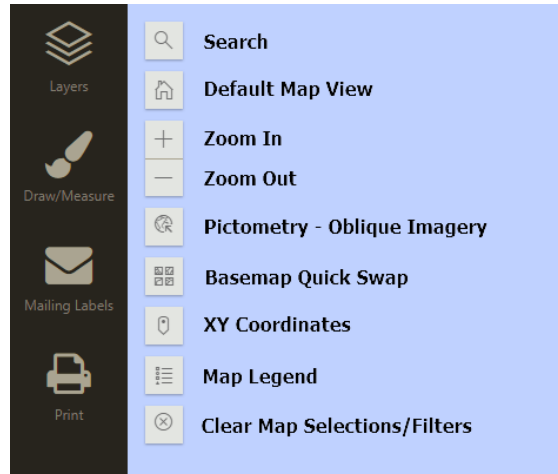 Layers
Draw/Measure
Mailing Labels
Print
Search
Default Map View
Zoom In
Zoom Out
Pictometry - Oblique Imagery
Basemap Quick Swap
XY Coordinates
Map Legend
Clear Map Selections/Filters